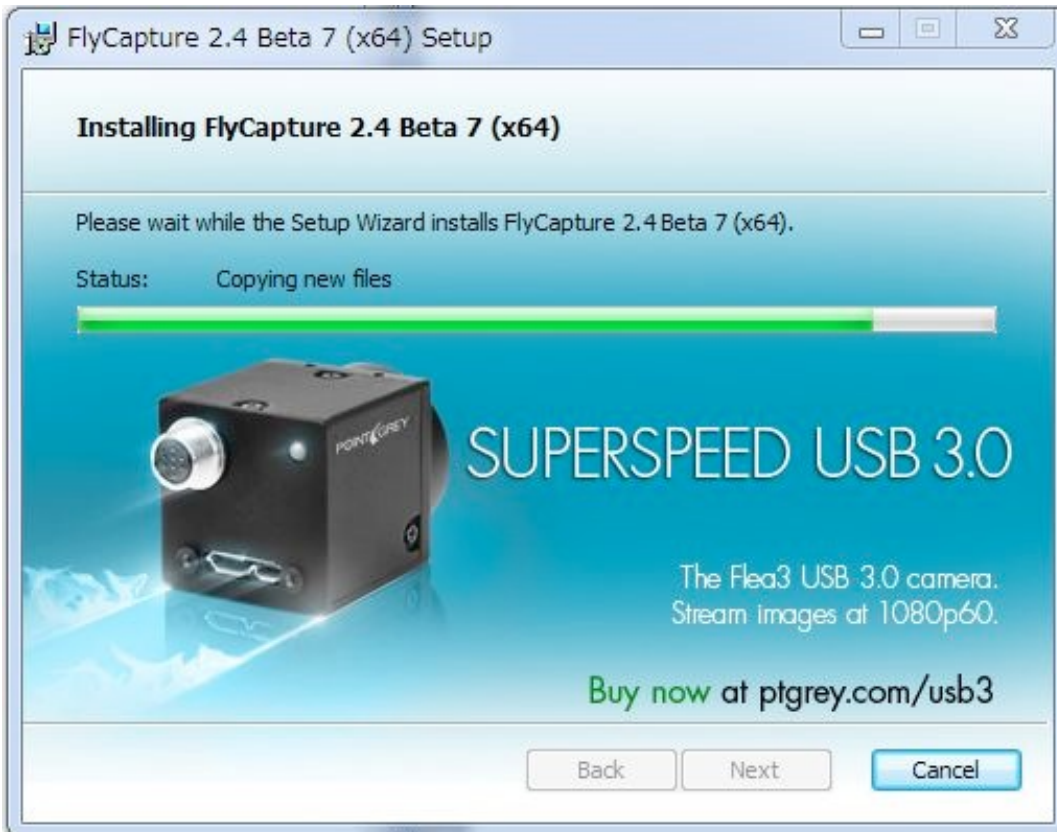 FlyCapture 2.4 Beta 7 (x64) Setup
Installing FlyCapture 2.4 Beta 7 (x64)
Please wait while the Setup Wizard installs FlyCapture 2.4 Beta 7 (x64).
Status: Copying new files
POINT GREY
SUPERSPEED USB 3.0
The Flea3 USB 3.0 camera.
Stream images at 1080p60.
Buy now at ptgrey.com/usb3
Back Next Cancel